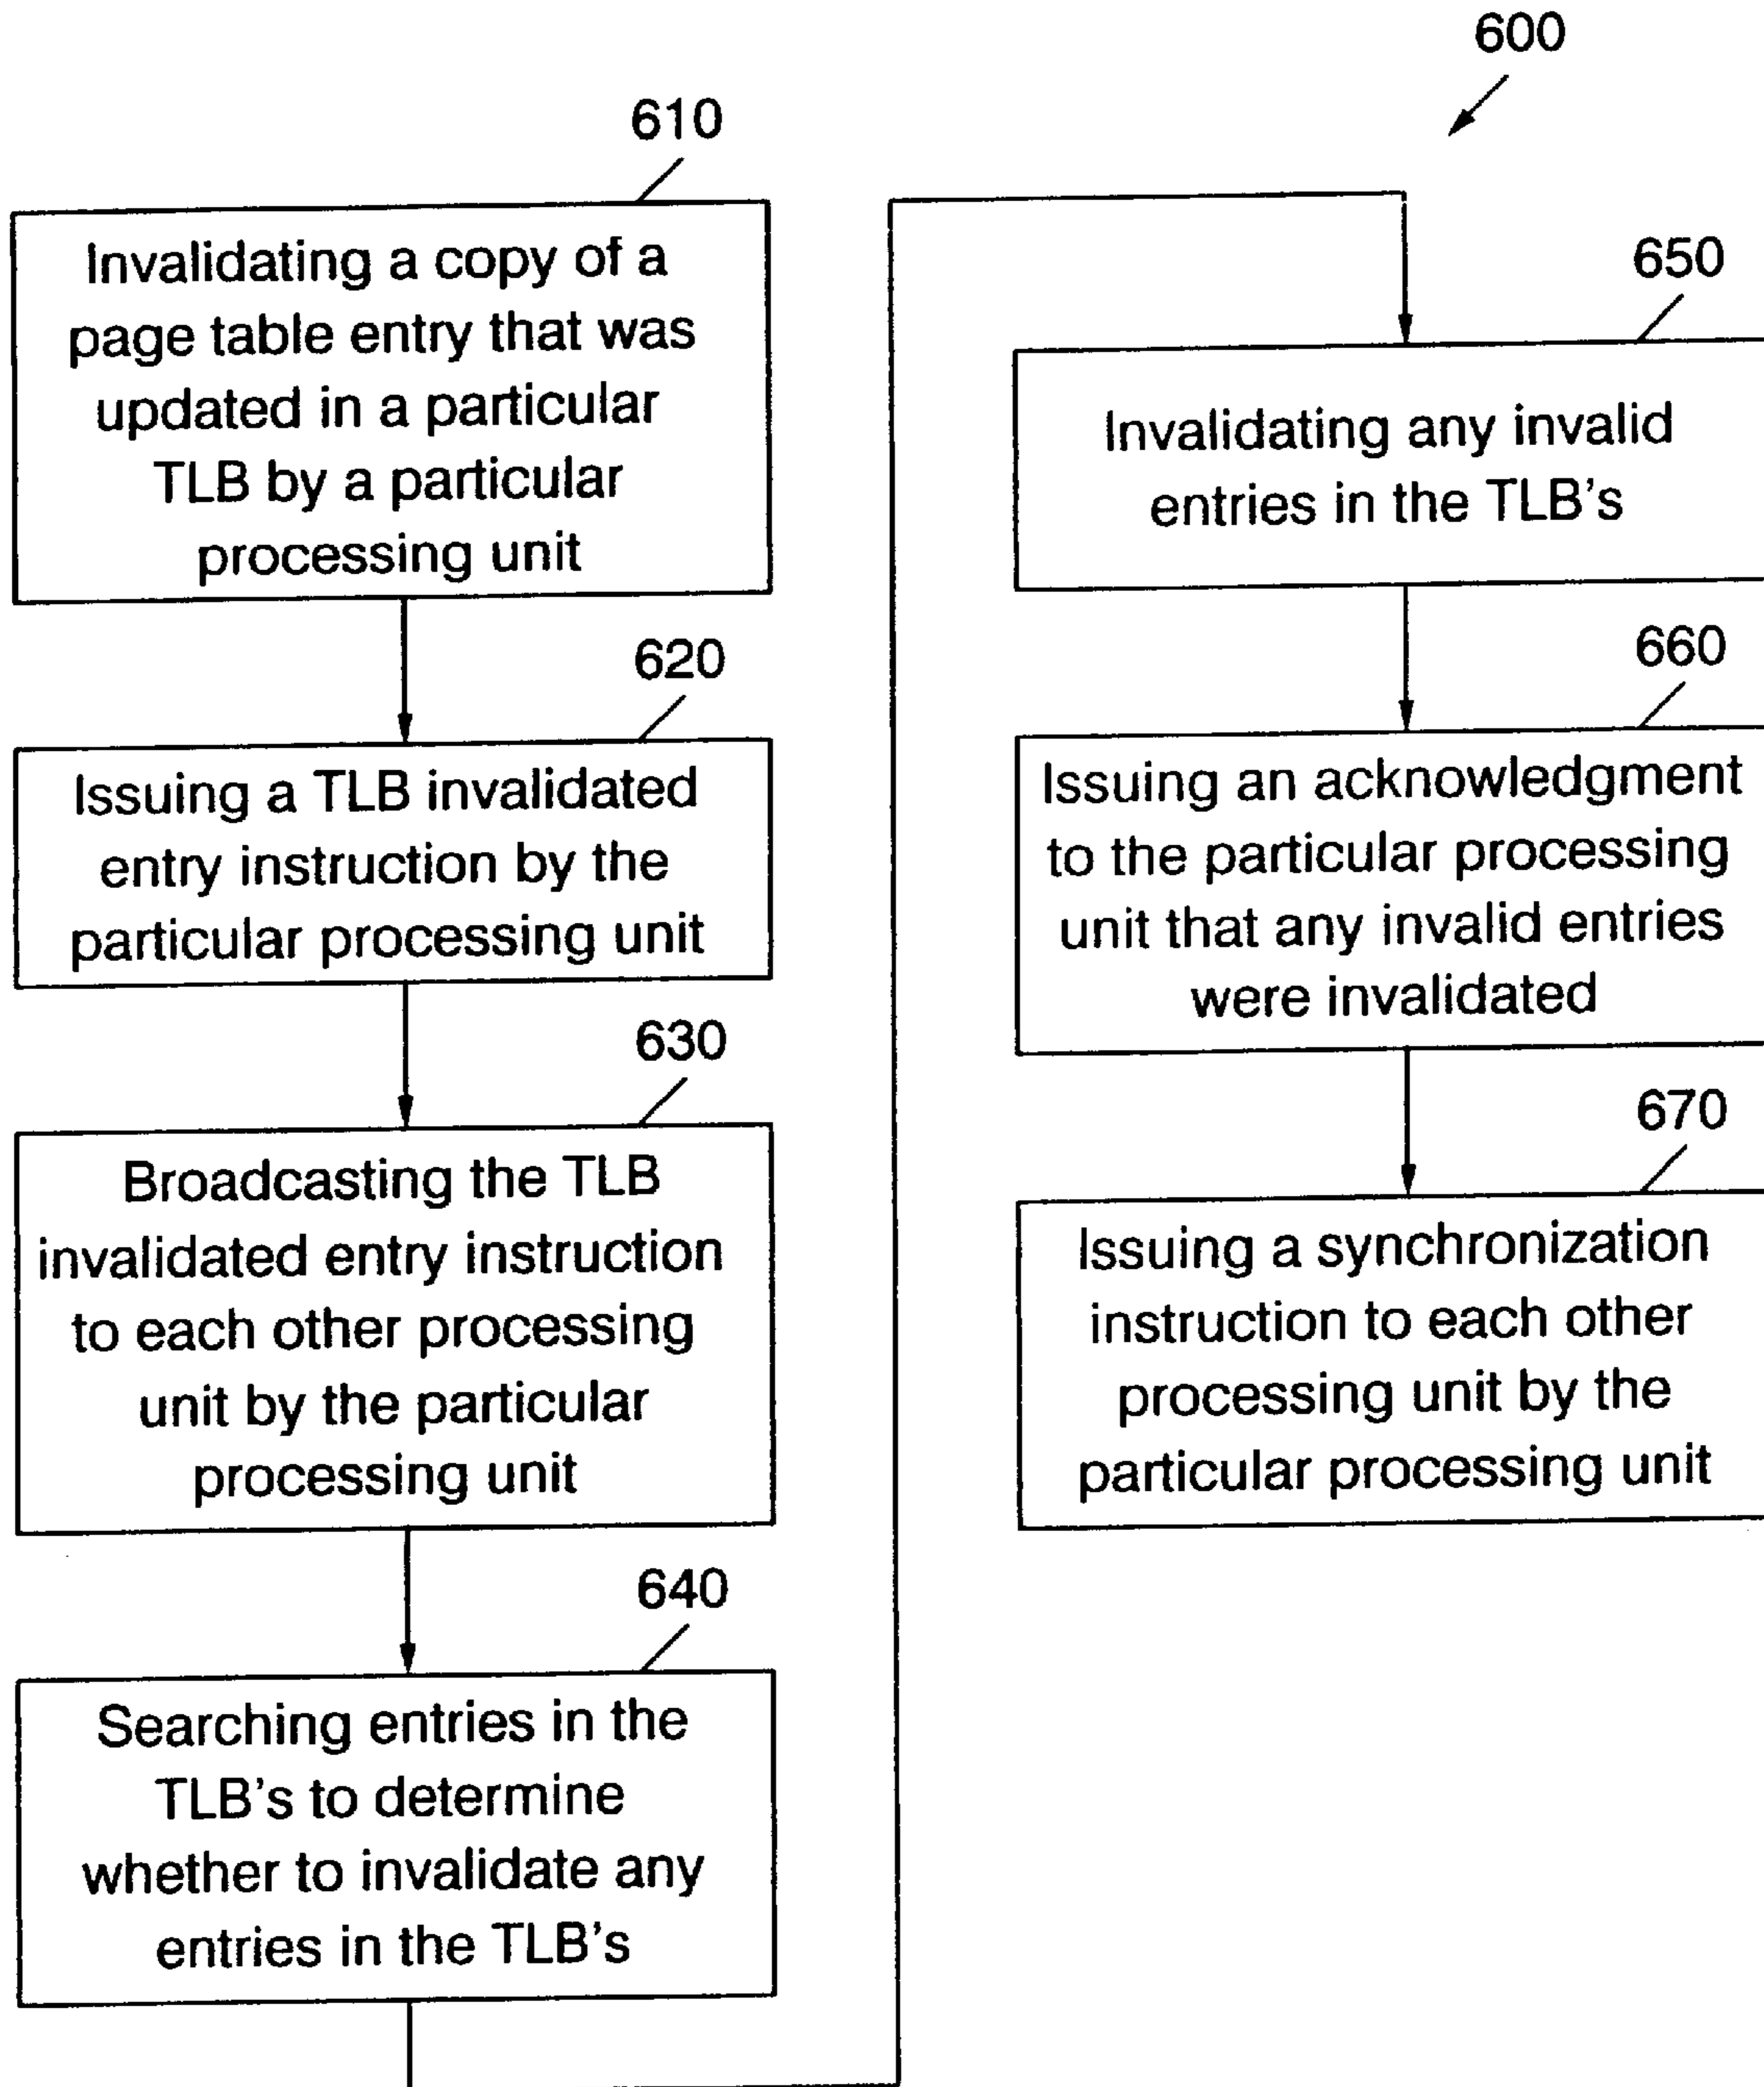 600
610
Invalidating a copy of a
page table entry that was
updated in a particular
TLB by a particular
processing unit
620
Issuing a TLB invalidated
entry instruction by the
particular processing unit
630
Broadcasting the TLB
invalidated entry instruction
to each other processing
unit by the particular
processing unit
640
Searching entries in the
TLB's to determine
whether to invalidate any
entries in the TLB's
650
Invalidating any invalid
entries in the TLB's
660
Issuing an acknowledgment
to the particular processing
unit that any invalid entries
were invalidated
670
Issuing a synchronization
instruction to each other
processing unit by the
particular processing unit